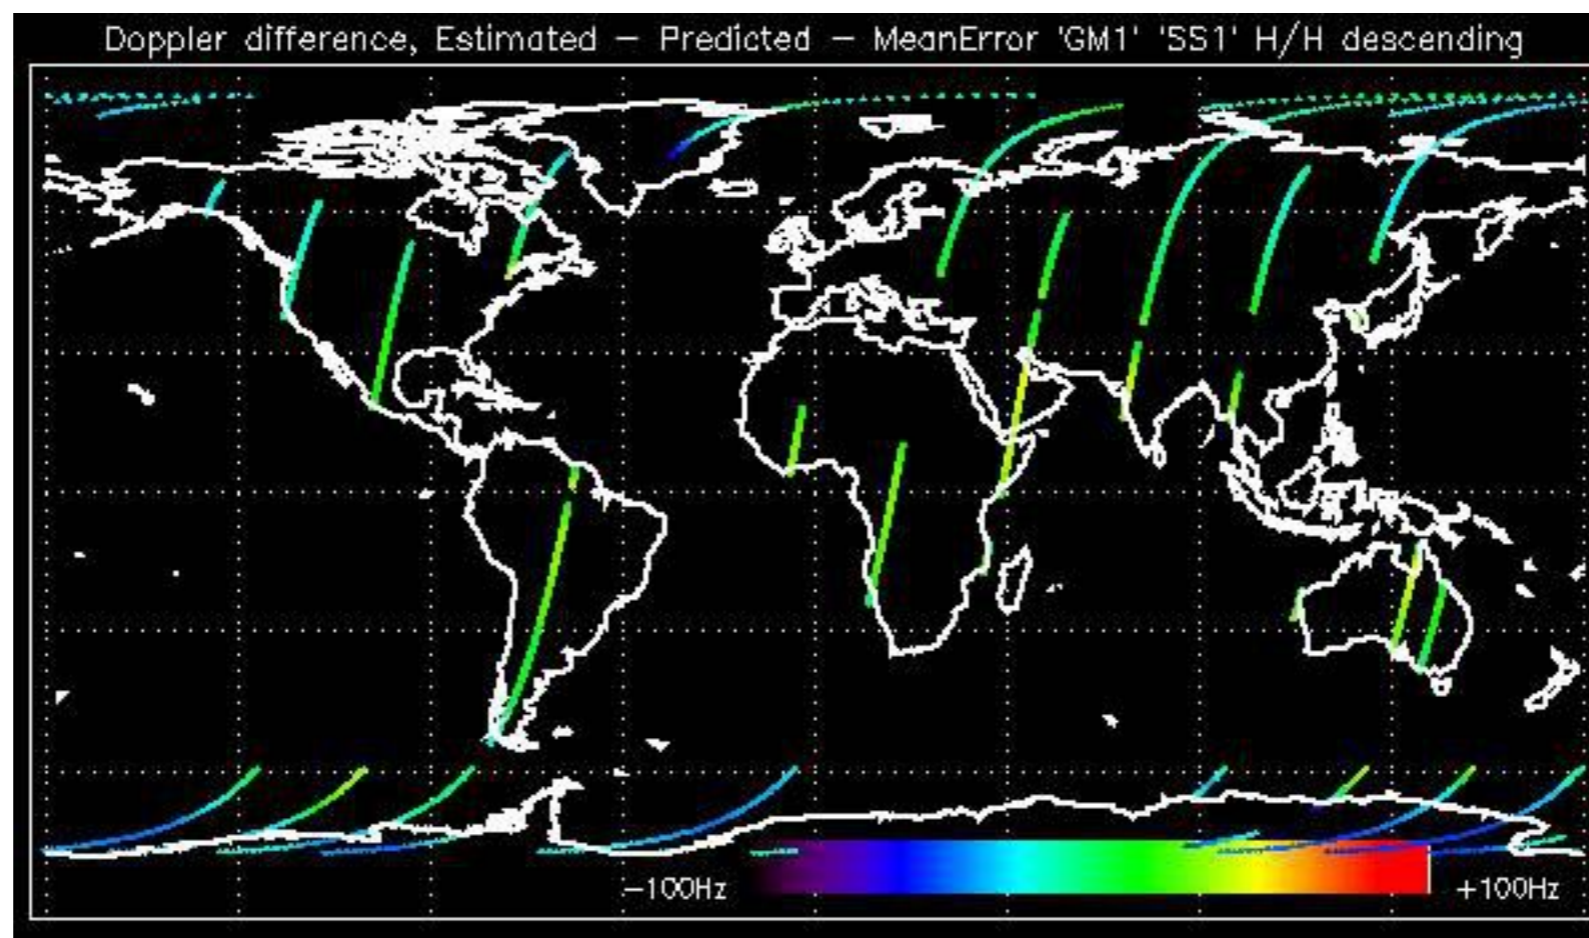 Doppler difference, Estimated – Predicted – MeanError 'GM1' 'SS1' H/H descending
–100Hz +100Hz